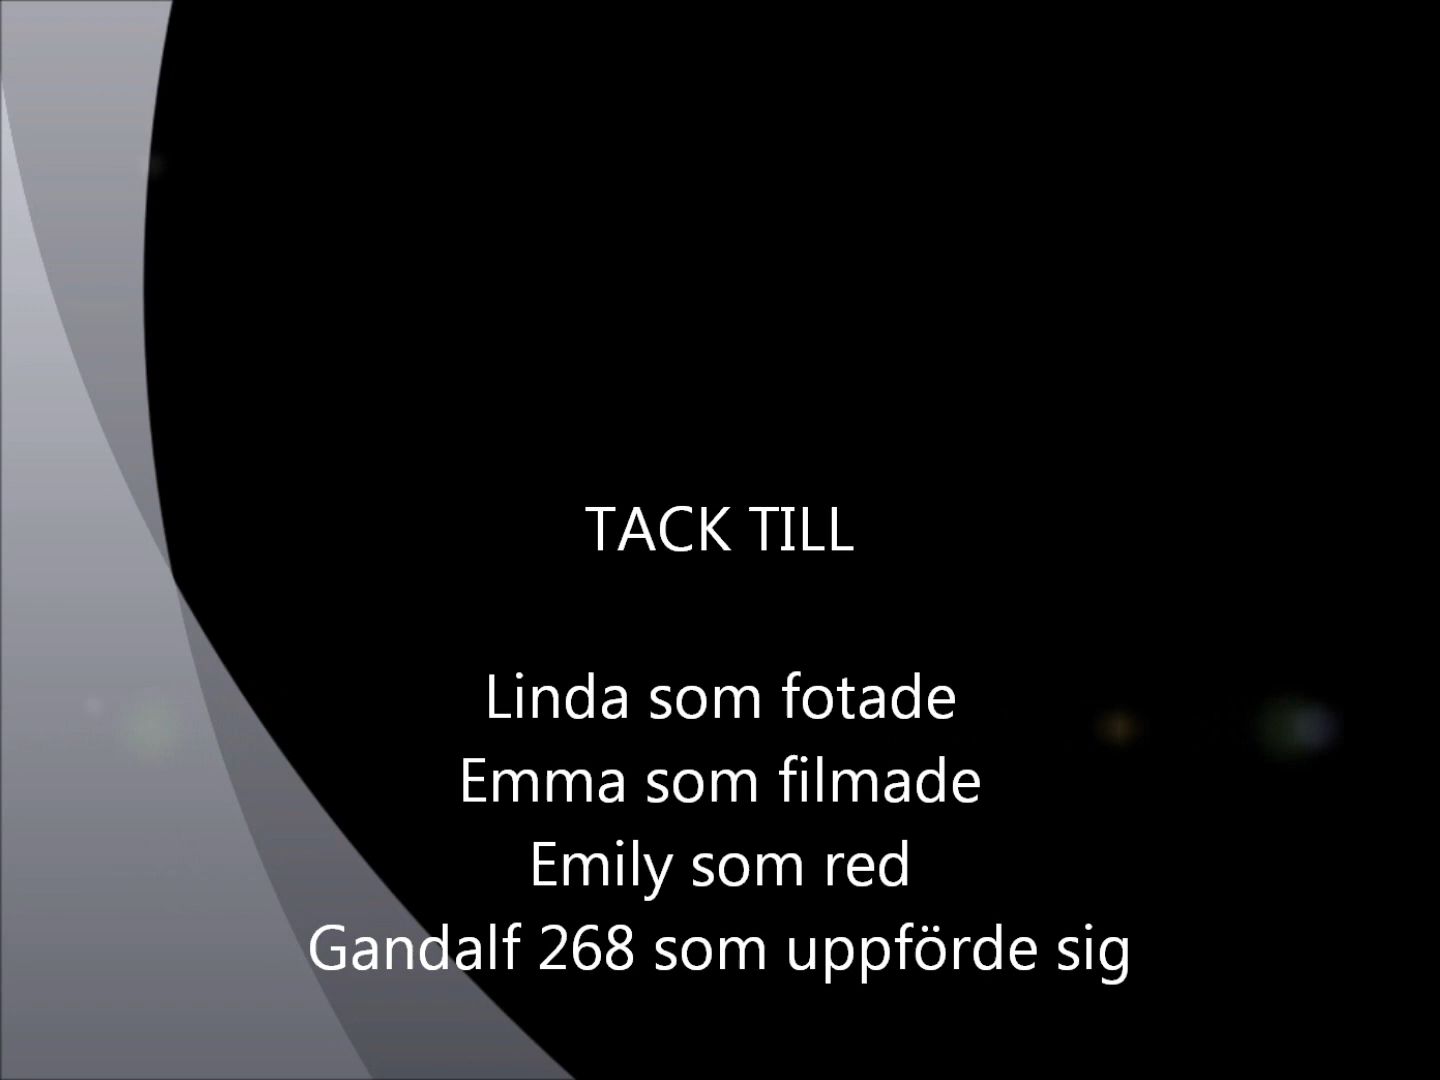 TACK TILL
Linda som fotade
Emma som filmade
Emily som red
Gandalf 268 som uppförde sig